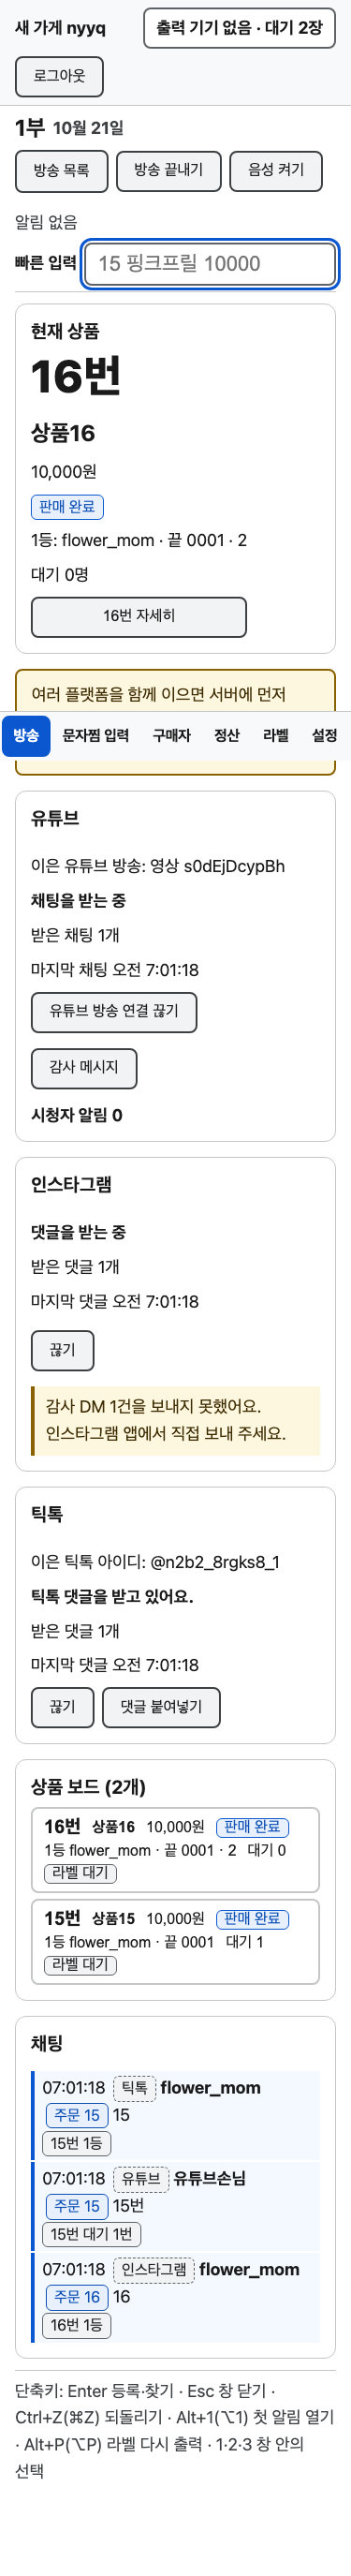 새 가게 nyyq
출력 기기 없음 · 대기 2장
로그아웃
1부 10월 21일
방송 목록 방송 끝내기 음성 켜기
알림 없음
빠른 입력 15 핑크프릴 10000
현재 상품
16번
상품16
10,000원
판매 완료
1등: flower_mom · 끝 0001 · 2
대기 0명
16번 자세히
여러 플랫폼을 함께 이으면 서버에 먼저
방송 문자찜 입력 구매자 정산 라벨 설정
유튜브
이은 유튜브 방송: 영상 s0dEjDcypBh
채팅을 받는 중
받은 채팅 1개
마지막 채팅 오전 7:01:18
유튜브 방송 연결 끊기
감사 메시지
시청자 알림 0
인스타그램
댓글을 받는 중
받은 댓글 1개
마지막 댓글 오전 7:01:18
끊기
감사 DM 1건을 보내지 못했어요.
인스타그램 앱에서 직접 보내 주세요.
틱톡
이은 틱톡 아이디: @n2b2_8rgks8_1
틱톡 댓글을 받고 있어요.
받은 댓글 1개
마지막 댓글 오전 7:01:18
끊기 댓글 붙여넣기
상품 보드 (2개)
16번 상품16 10,000원 판매 완료
1등 flower_mom · 끝 0001 · 2 대기 0
라벨 대기
15번 상품15 10,000원 판매 완료
1등 flower_mom · 끝 0001 대기 1
라벨 대기
채팅
07:01:18 틱톡 flower_mom
주문 15 15
15번 1등
07:01:18 유튜브 유튜브손님
주문 15 15번
15번 대기 1번
07:01:18 인스타그램 flower_mom
주문 16 16
16번 1등
단축키: Enter 등록·찾기 · Esc 창 닫기 ·
Ctrl+Z(⌘Z) 되돌리기 · Alt+1(⌥1) 첫 알림 열기
· Alt+P(⌥P) 라벨 다시 출력 · 1·2·3 창 안의
선택